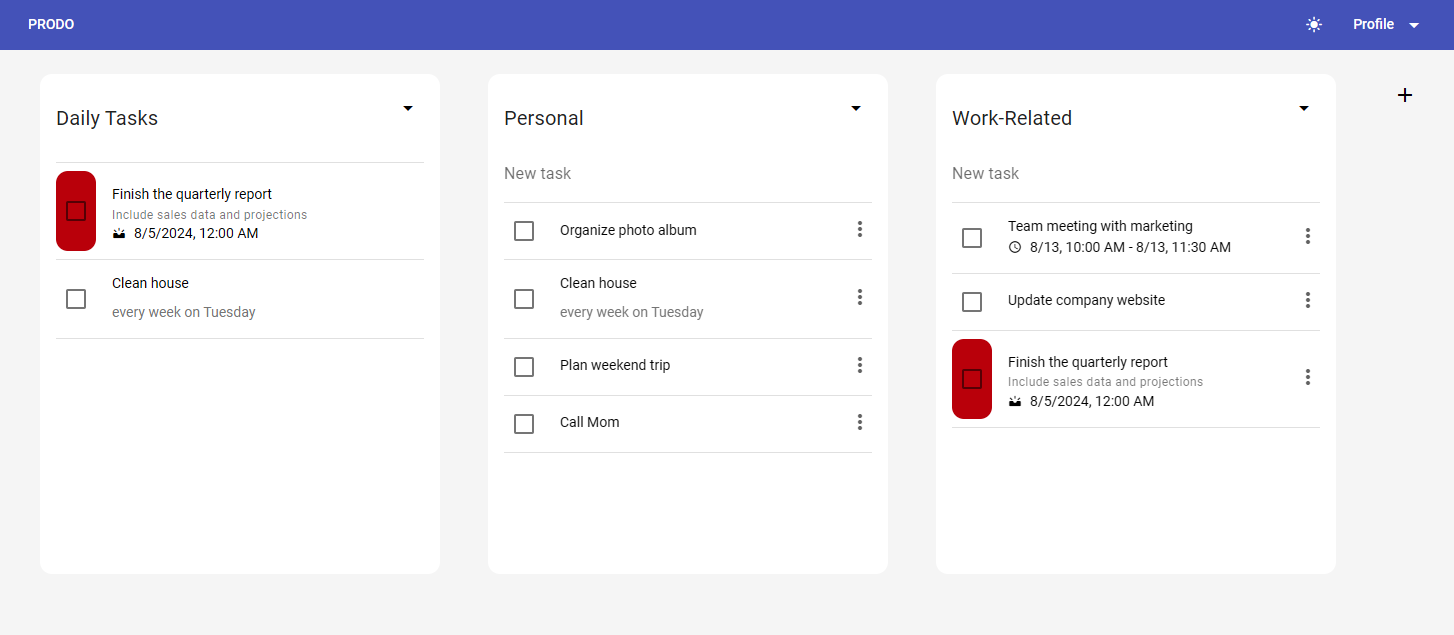 PRODO
Profile
Daily Tasks
Finish the quarterly report
Include sales data and projections
8/5/2024, 12:00 AM
Clean house
every week on Tuesday
Personal
New task
Organize photo album
Clean house
every week on Tuesday
Plan weekend trip
Call Mom
Work-Related
New task
Team meeting with marketing
8/13, 10:00 AM - 8/13, 11:30 AM
Update company website
Finish the quarterly report
Include sales data and projections
8/5/2024, 12:00 AM